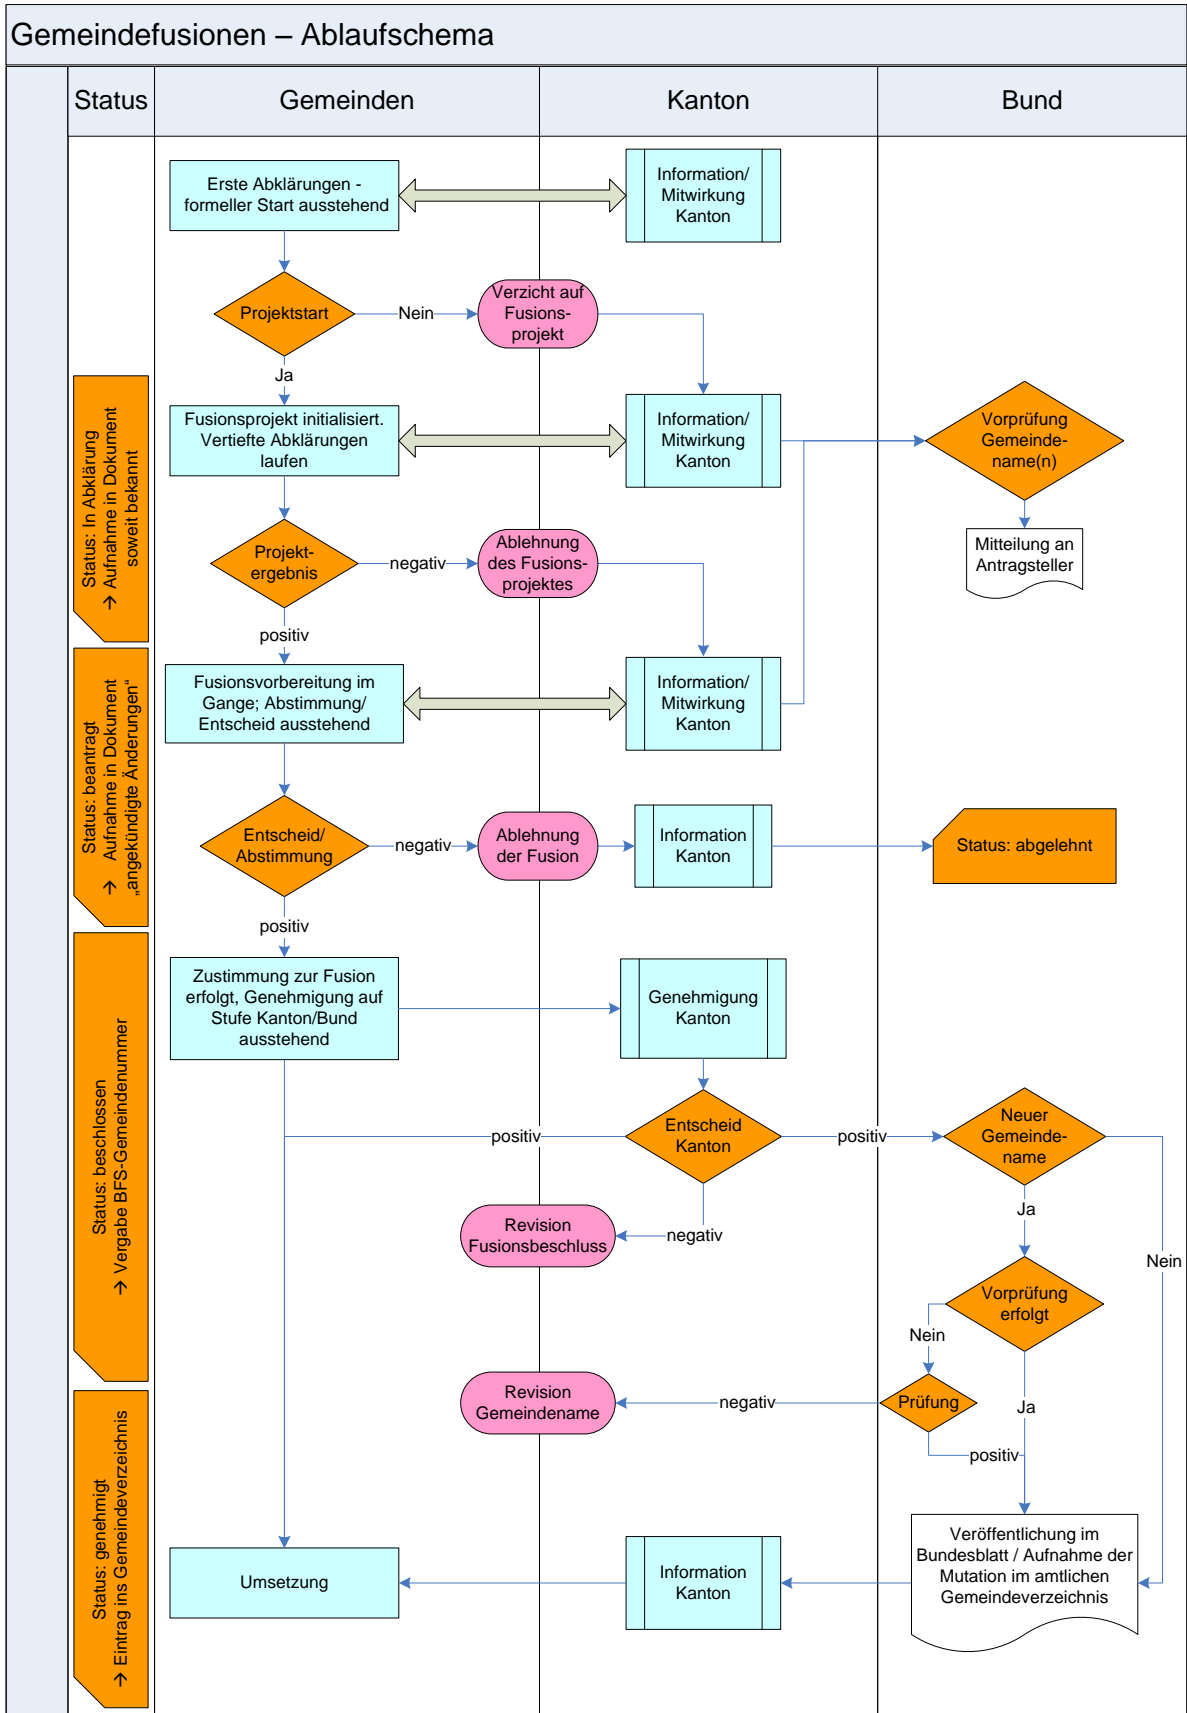 Gemeindefusionen – Ablaufschema
Status
Gemeinden
Kanton
Bund
Erste Abklärungen -
formeller Start ausstehend
Information/
Mitwirkung
Kanton
Projektstart
Nein
Verzicht auf
Fusions-
projekt
Ja
Status: In Abklärung
→ Aufnahme in Dokument
soweit bekannt
Fusionsprojekt initialisiert.
Vertiefte Abklärungen
laufen
Information/
Mitwirkung
Kanton
Vorprüfung
Gemeinde-
name(n)
Mitteilung an
Antragsteller
Projekt-
ergebnis
negativ
Ablehnung
des Fusions-
projektes
positiv
Status: beantragt
→ Aufnahme in Dokument
„angekündigte Änderungen“
Fusionsvorbereitung im
Gange; Abstimmung/
Entscheid ausstehend
Information/
Mitwirkung
Kanton
Entscheid/
Abstimmung
negativ
Ablehnung
der Fusion
Information
Kanton
Status: abgelehnt
positiv
Status: beschlossen
→ Vergabe BFS-Gemeindenummer
Zustimmung zur Fusion
erfolgt, Genehmigung auf
Stufe Kanton/Bund
ausstehend
Genehmigung
Kanton
positiv
Entscheid
Kanton
positiv
Neuer
Gemeinde-
name
negativ
Revision
Fusionsbeschluss
Ja
Nein
Vorprüfung
erfolgt
Nein
Ja
Prüfung
negativ
Revision
Gemeindename
positiv
Status: genehmigt
→ Eintrag ins Gemeindeverzeichnis
Veröffentlichung im
Bundesblatt / Aufnahme der
Mutation im amtlichen
Gemeindeverzeichnis
Information
Kanton
Umsetzung